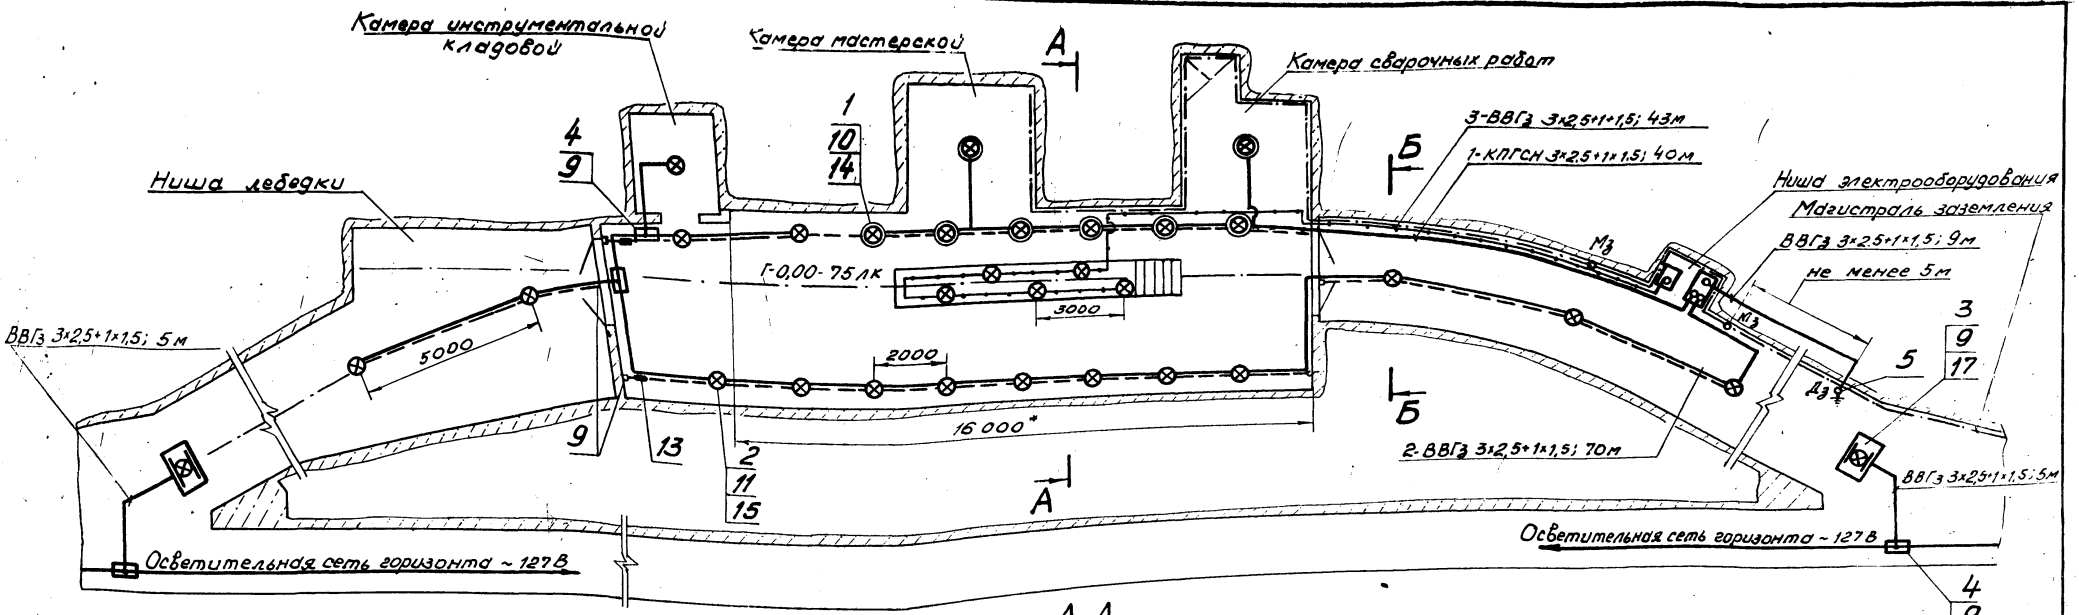 Камера инструментальной
кладовой
Камера мастерской
А
Камера сварочных работ
4
9
1
10
14
Б
3-ВВГз 3×2,5+1×1,5; 43м
1-КПГСН 3×2,5+1×1,5; 40м
Ниша лебедки
Ниша электрооборудования
Магистраль заземления
ВВГз 3×2,5+1×1,5; 9м
не менее 5м
Мз
Г-0,00-75лк
3000
ВВГз 3×2,5+1×1,5; 5м
5000
2000
Мз
3
9
17
5
Дз
Б
16 000*
9
13
2
11
15
А
2-ВВГз 3×2,5+1×1,5; 70м
ВВГз 3×2,5+1×1,5; 5м
Осветительная сеть горизонта ~127В
Осветительная сеть горизонта ~127В
4
9
А-А